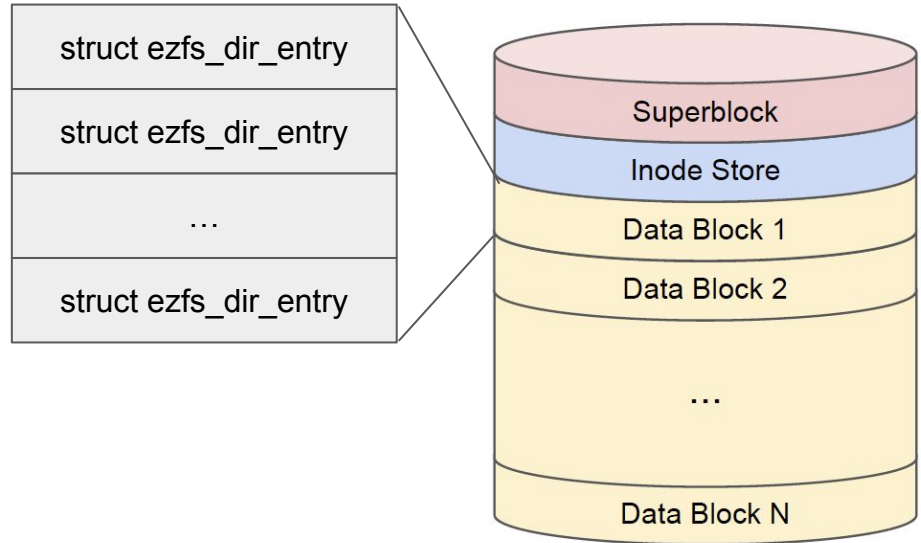 struct ezfs_dir_entry
struct ezfs_dir_entry
...
struct ezfs_dir_entry
Superblock
Inode Store
Data Block 1
Data Block 2
...
Data Block N